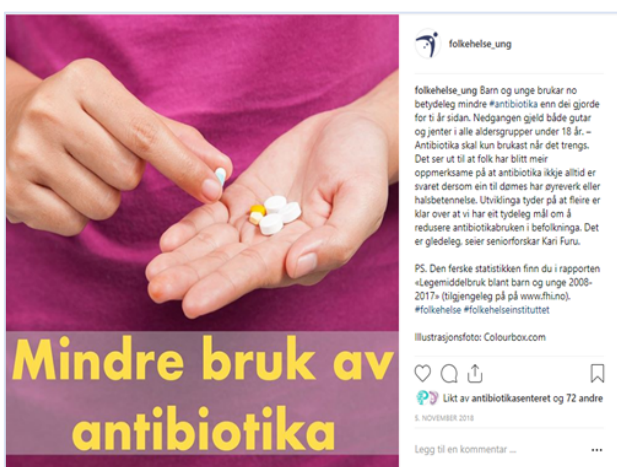 Mindre bruk av
antibiotika
folkehelse_ung
folkehelse_ung Barn og unge brukar no
betydeleg mindre #antibiotika enn dei gjorde
for ti år sidan. Nedgangen gjeld både gutar
og jenter i alle aldersgrupper under 18 år. –
Antibiotika skal kun brukast når det trengs.
Det ser ut til at folk har blitt meir
oppmerksame på at antibiotika ikkje alltid er
svaret dersom ein til dømes har øyreverk eller
halsbetennelse. Utviklinga tyder på at fleire er
klar over at vi har eit tydeleg mål om å
redusere antibiotikabruken i befolkninga. Det
er gledeleg, seier seniorforskar Kari Furu.
PS. Den ferske statistikken finn du i rapporten
«Legemiddelbruk blant barn og unge 2008-
2017» (tilgjengeleg på på www.fhi.no).
#folkehelse #folkehelseinstituttet
Illustrasjonsfoto: Colourbox.com
Likt av antibiotikasenteret og 72 andre
5. NOVEMBER 2018
Legg til en kommentar ...